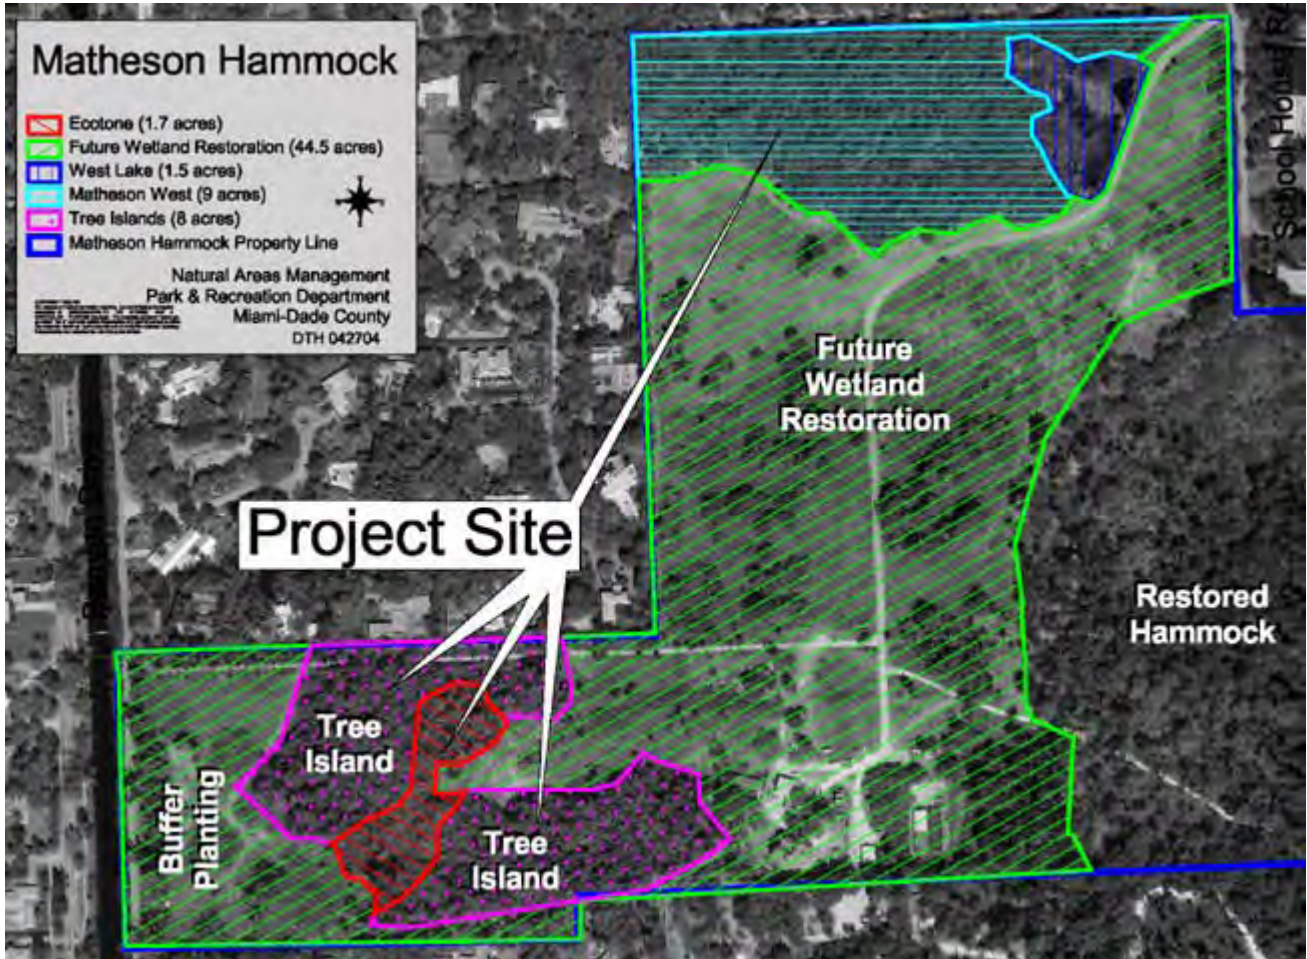 Matheson Hammock
Ecotone (1.7 acres)
Future Wetland Restoration (44.5 acres)
West Lake (1.5 acres)
Matheson West (9 acres)
Tree Islands (8 acres)
Matheson Hammock Property Line
Natural Areas Management
Park & Recreation Department
Miami-Dade County
DTH 042704
School House
Future
Wetland
Restoration
Project Site
Restored
Hammock
Tree
Island
Buffer
Planting
Tree
Island